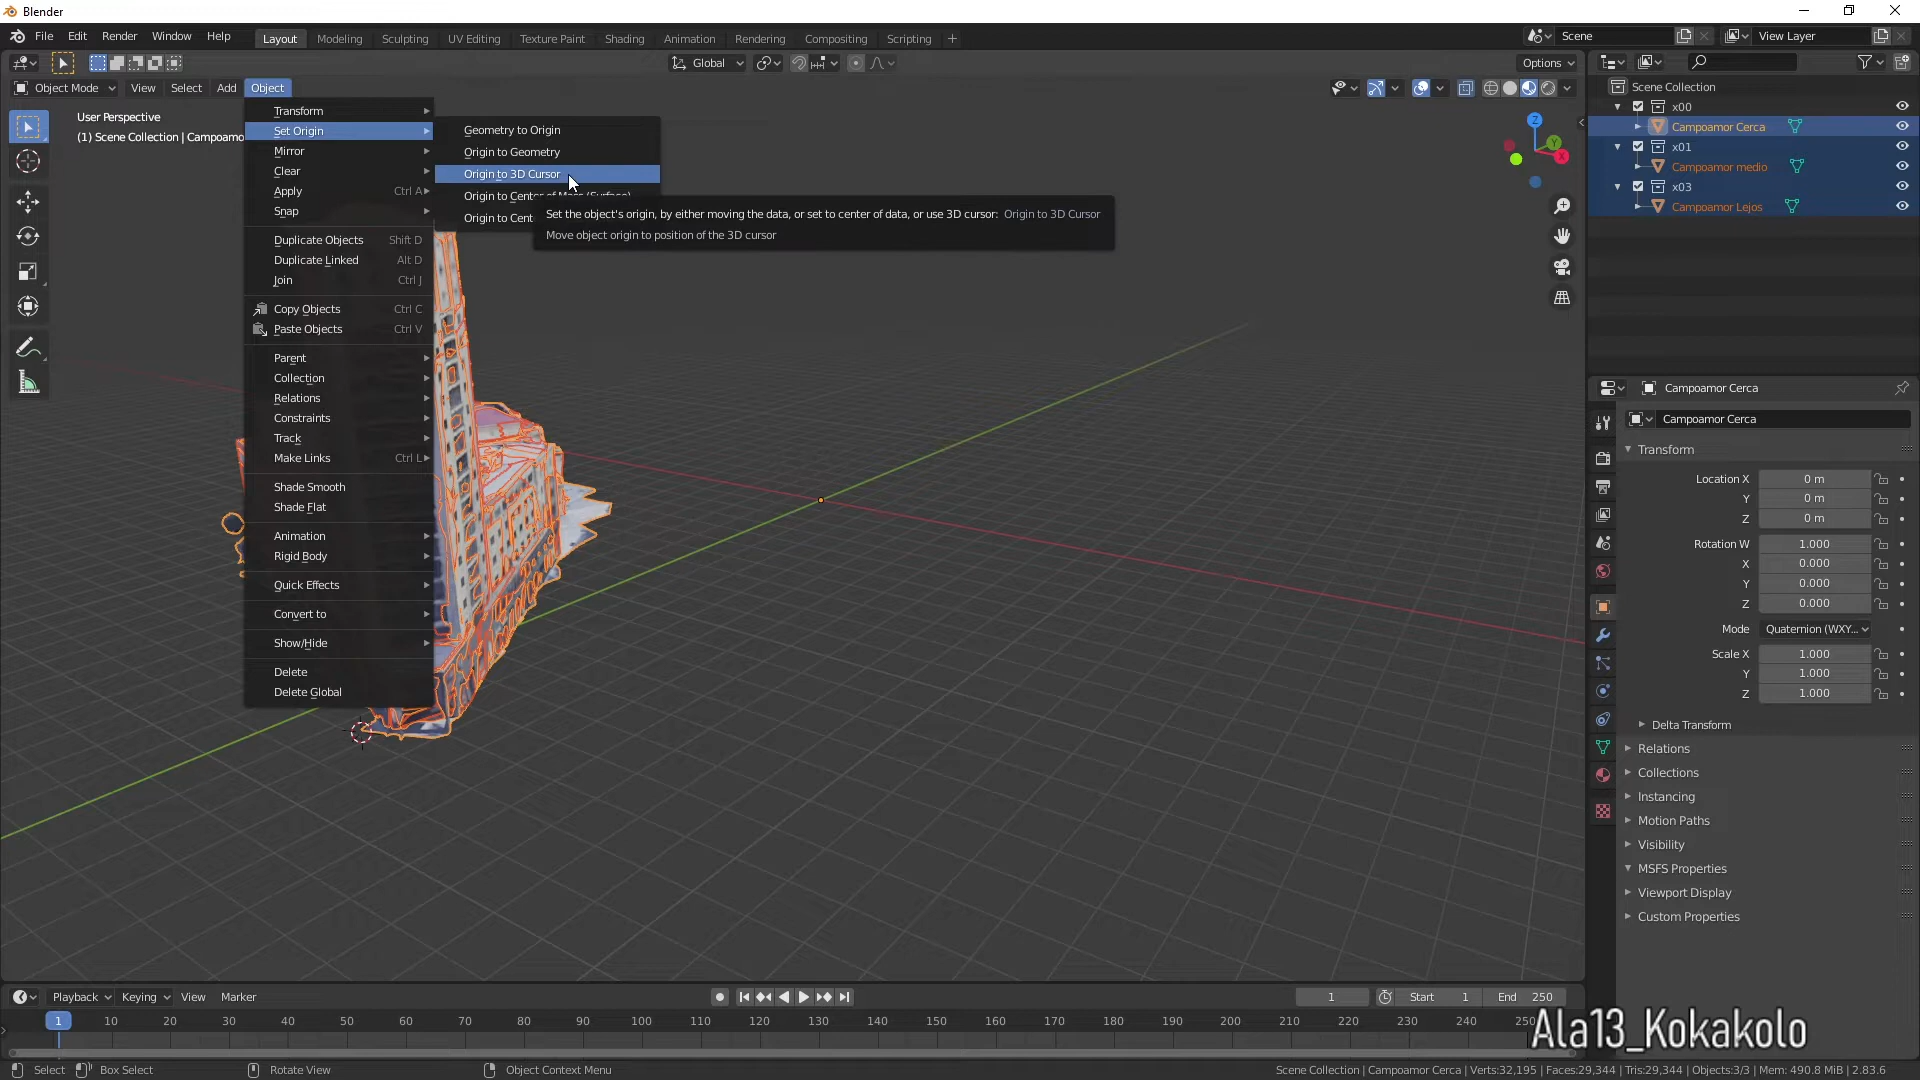 Blender
File Edit Render Window Help Layout Modeling Sculpting UV Editing Texture Paint Shading Animation Rendering Compositing Scripting + Scene View Layer
Global Options
Object Mode View Select Add Object
User Perspective
(1) Scene Collection | Campoamo
Transform
Set Origin
Mirror
Clear
Apply Ctrl A
Snap
Duplicate Objects Shift D
Duplicate Linked Alt D
Join Ctrl J
Copy Objects Ctrl C
Paste Objects Ctrl V
Parent
Collection
Relations
Constraints
Track
Make Links Ctrl L
Shade Smooth
Shade Flat
Animation
Rigid Body
Quick Effects
Convert to
Show/Hide
Delete
Delete Global
Geometry to Origin
Origin to Geometry
Origin to 3D Cursor
Origin to Center of Mass (Surface)
Origin to Cent
Set the object's origin, by either moving the data, or set to center of data, or use 3D cursor: Origin to 3D Cursor
Move object origin to position of the 3D cursor
Z
Y
X
Scene Collection
x00
Campoamor Cerca
x01
Campoamor medio
x03
Campoamor Lejos
Campoamor Cerca
Campoamor Cerca
Transform
Location X 0 m
Y 0 m
Z 0 m
Rotation W 1.000
X 0.000
Y 0.000
Z 0.000
Mode Quaternion (WXY...
Scale X 1.000
Y 1.000
Z 1.000
Delta Transform
Relations
Collections
Instancing
Motion Paths
Visibility
MSFS Properties
Viewport Display
Custom Properties
Playback Keying View Marker 1 Start 1 End 250
1 10 20 30 40 50 60 70 80 90 100 110 120 130 140 150 160 170 180 190 200 210 220 230 240 250
Ala13_Kokakolo
Select Box Select Rotate View Object Context Menu Scene Collection | Campoamor Cerca | Verts:32,195 | Faces:29,344 | Tris:29,344 | Objects:3/3 | Mem: 490.8 MiB | 2.83.6